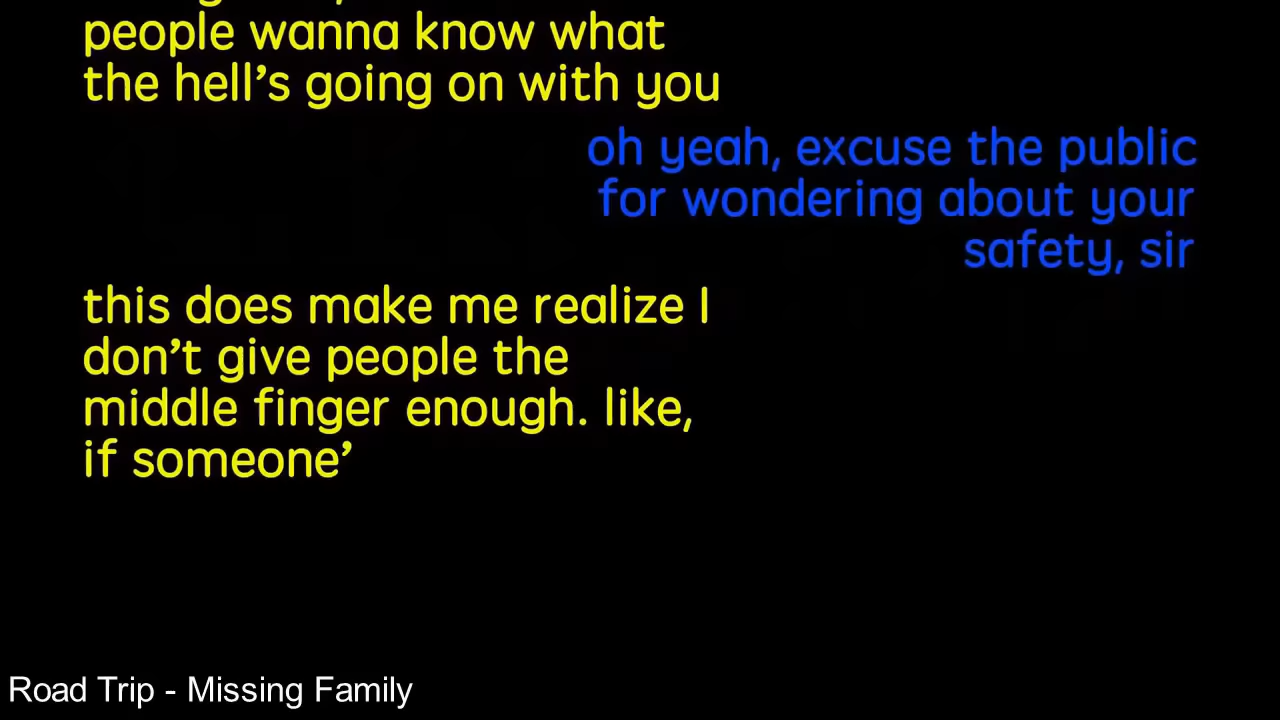 people wanna know what
the hell’s going on with you
oh yeah, excuse the public
for wondering about your
safety, sir
this does make me realize I
don’t give people the
middle finger enough. like,
if someone’
Road Trip - Missing Family